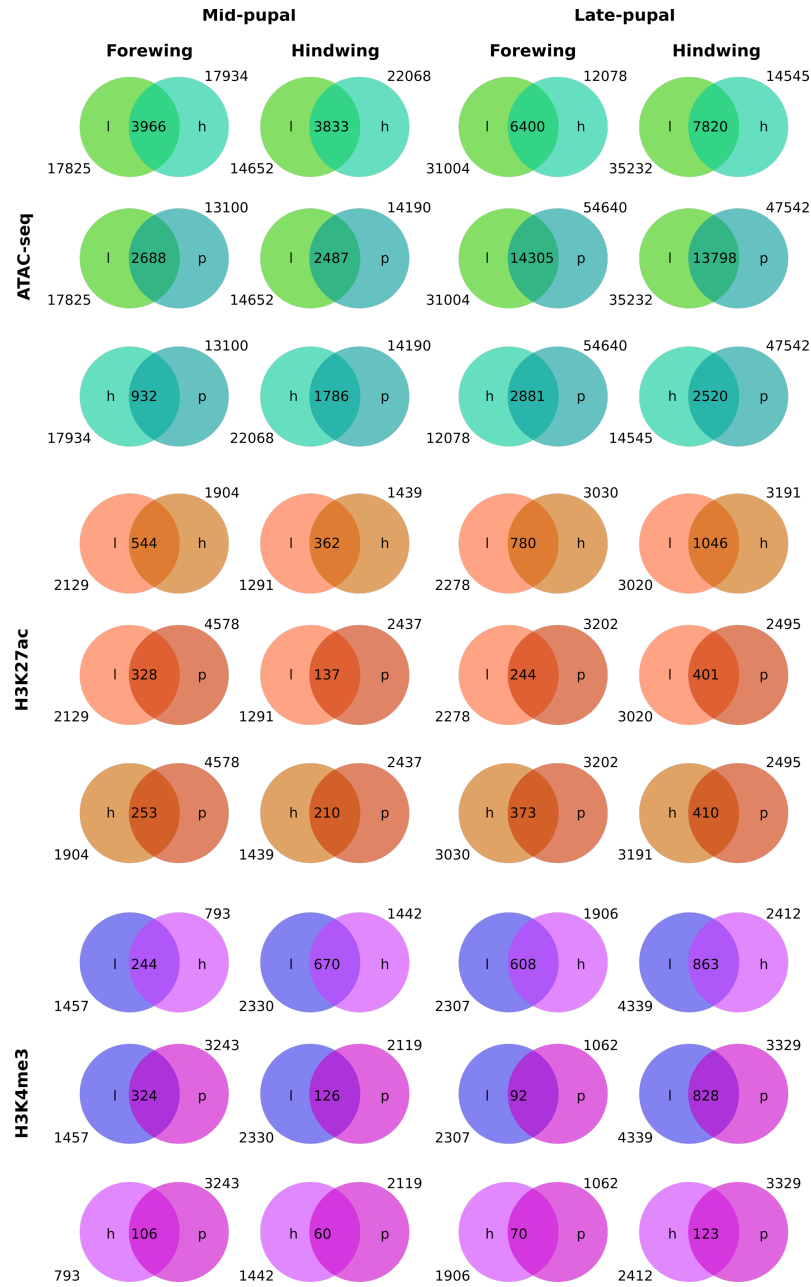 Mid-pupal Late-pupal
Forewing Hindwing Forewing Hindwing
17934 22068 12078 14545
l 3966 h l 3833 h l 6400 h l 7820 h
17825 14652 31004 35232
ATAC-seq
13100 14190 54640 47542
l 2688 p l 2487 p l 14305 p l 13798 p
17825 14652 31004 35232
13100 14190 54640 47542
h 932 p h 1786 p h 2881 p h 2520 p
17934 22068 12078 14545
1904 1439 3030 3191
l 544 h l 362 h l 780 h l 1046 h
2129 1291 2278 3020
H3K27ac
4578 2437 3202 2495
l 328 p l 137 p l 244 p l 401 p
2129 1291 2278 3020
4578 2437 3202 2495
h 253 p h 210 p h 373 p h 410 p
1904 1439 3030 3191
793 1442 1906 2412
l 244 h l 670 h l 608 h l 863 h
1457 2330 2307 4339
H3K4me3
3243 2119 1062 3329
l 324 p l 126 p l 92 p l 828 p
1457 2330 2307 4339
3243 2119 1062 3329
h 106 p h 60 p h 70 p h 123 p
793 1442 1906 2412